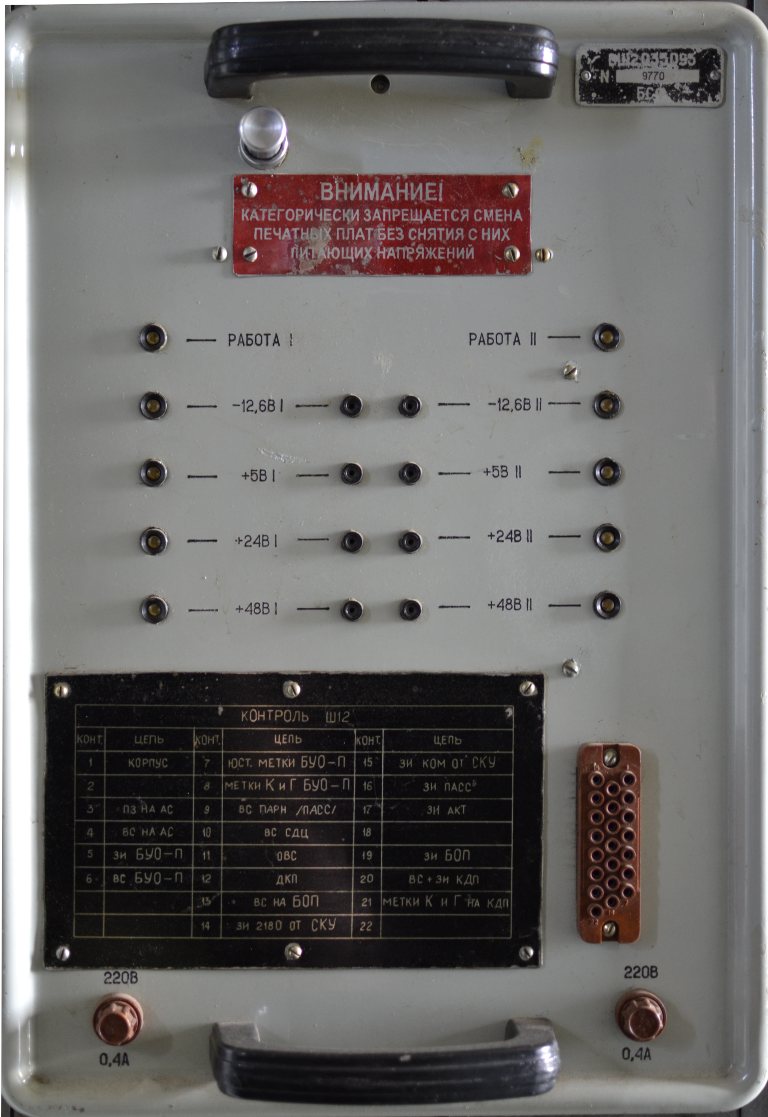 N 9770
ВНИМАНИЕ!
КАТЕГОРИЧЕСКИ ЗАПРЕЩАЕТСЯ СМЕНА
ПЕЧАТНЫХ ПЛАТ БЕЗ СНЯТИЯ С НИХ
ПИТАЮЩИХ НАПРЯЖЕНИЙ
РАБОТА I РАБОТА II
-12,6В I -12,6В II
+5В I +5В II
+24В I +24В II
+48В I +48В II
КОНТРОЛЬ Ш12
КОНТ. ЦЕПЬ КОНТ. ЦЕПЬ КОНТ. ЦЕПЬ
1 КОРПУС 7 ЮСТ. МЕТКИ БУО-П 15 ЗИ КОМ ОТ СКУ
2 8 МЕТКИ К и Г БУО-П 16 ЗИ ПАСС
3 ПЗ НА АС 9 ВС ПАРН /ПАСС/ 17 ЗИ АКТ
4 ВС НА АС 10 ВС СДЦ 18
5 ЗИ БУО-П 11 ОВС 19 ЗИ БОП
6 ВС БУО-П 12 ДКП 20 ВС + ЗИ КДП
13 ВС НА БОП 21 МЕТКИ К и Г НА КДП
14 ЗИ 2180 ОТ СКУ 22
220В 220В
0,4А 0,4А